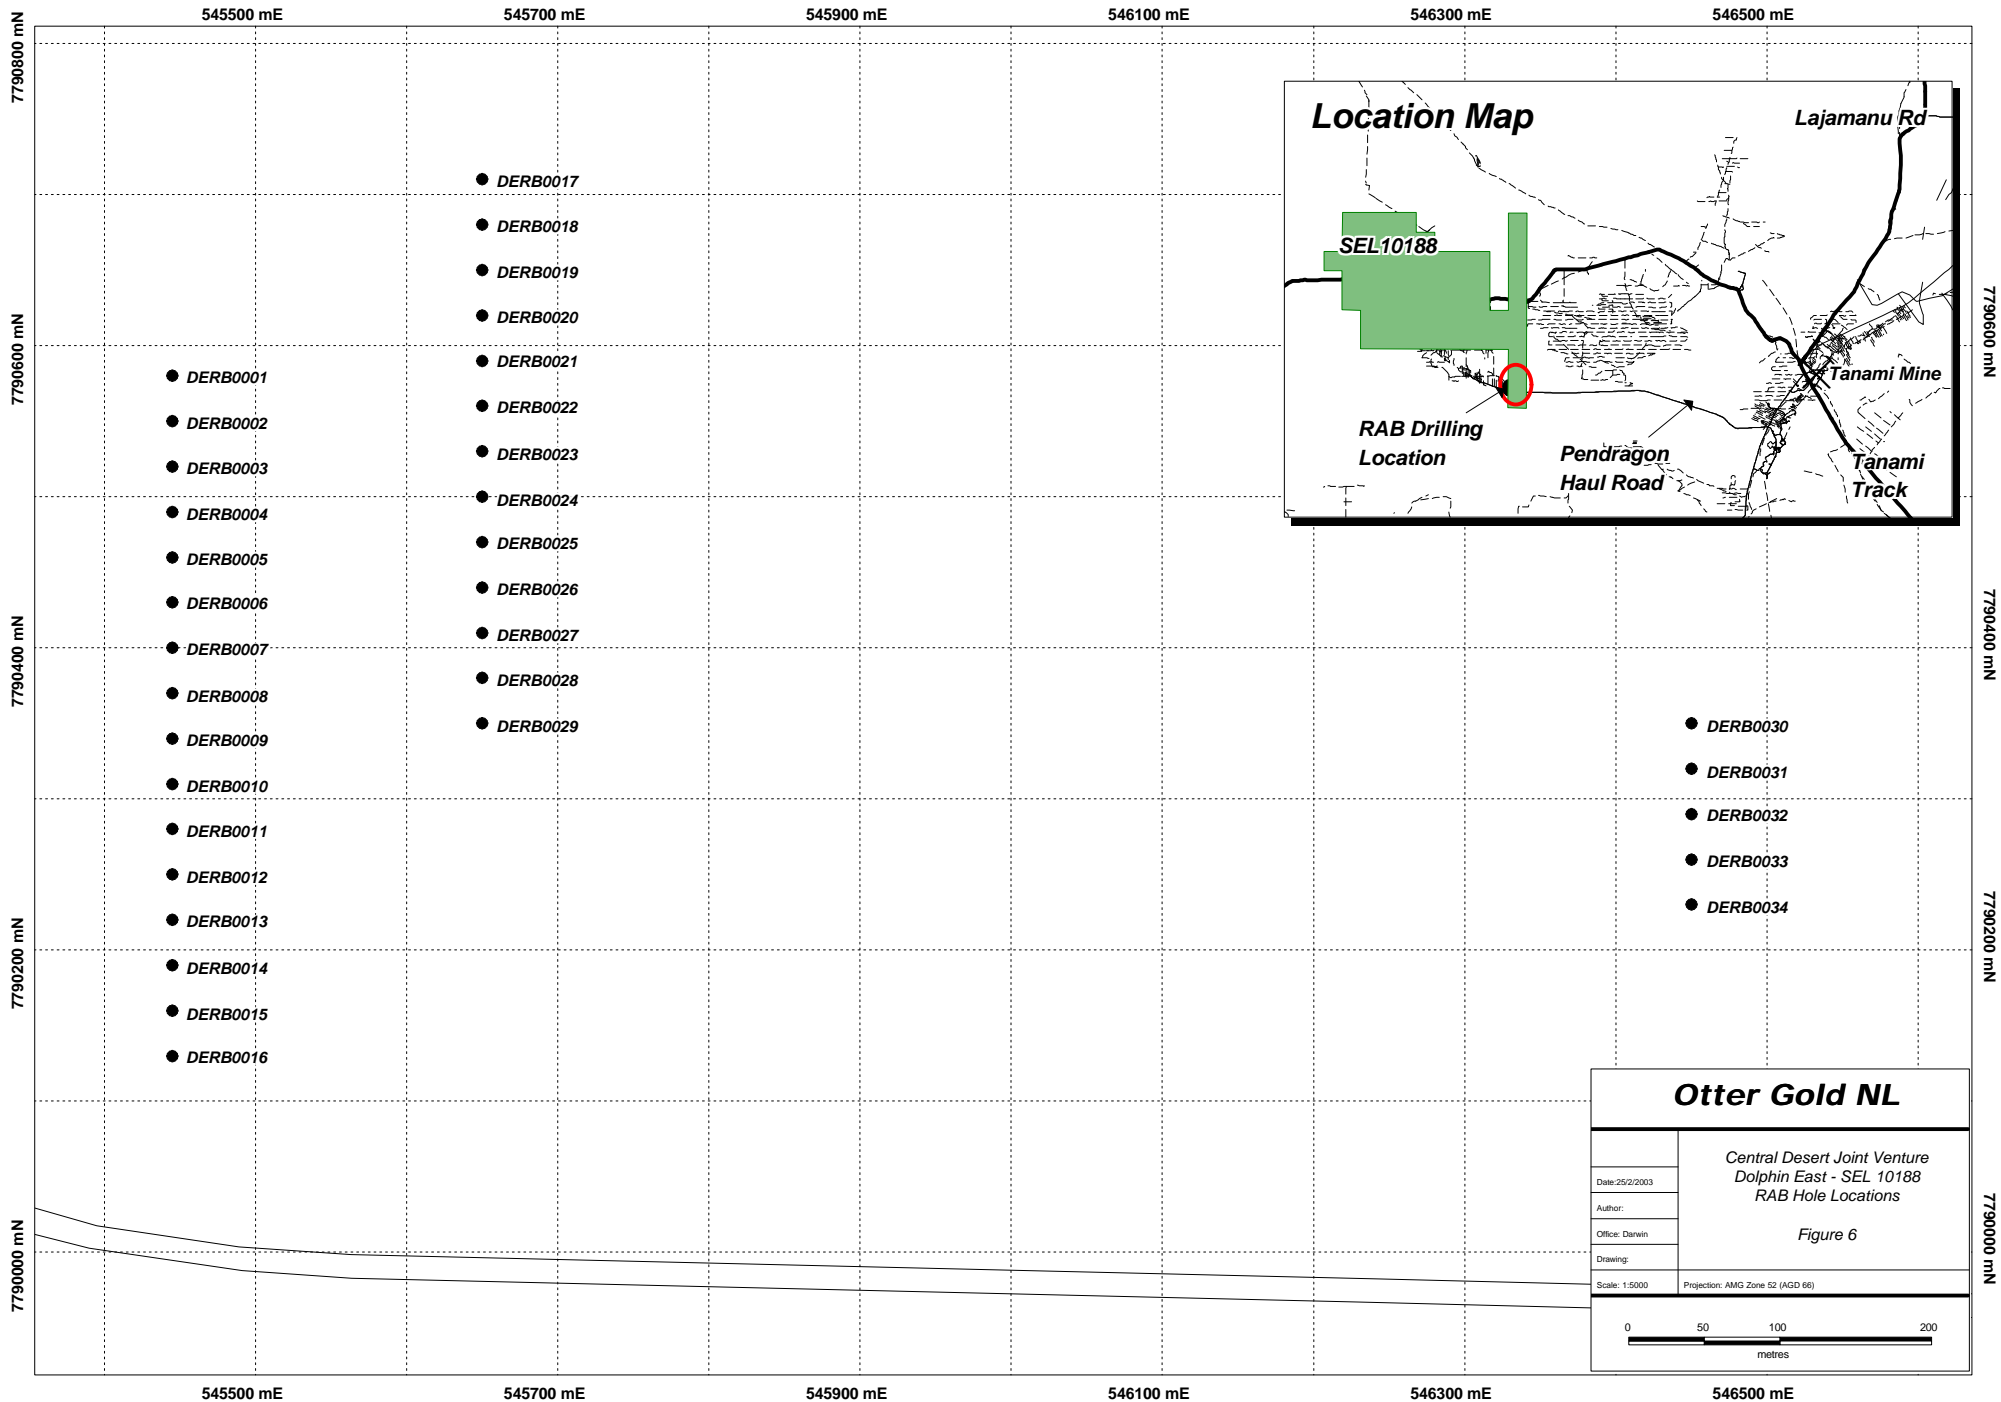 545500 mE
545700 mE
545900 mE
546100 mE
546300 mE
546500 mE
7790800 mN
7790600 mN
7790400 mN
7790200 mN
7790000 mN
Location Map
Lajamanu Rd
SEL10188
Tanami Mine
RAB Drilling
Location
Pendragon
Haul Road
Tanami
Track
DERB0017
DERB0018
DERB0019
DERB0020
DERB0021
DERB0022
DERB0023
DERB0024
DERB0025
DERB0026
DERB0027
DERB0028
DERB0029
DERB0001
DERB0002
DERB0003
DERB0004
DERB0005
DERB0006
DERB0007
DERB0008
DERB0009
DERB0010
DERB0011
DERB0012
DERB0013
DERB0014
DERB0015
DERB0016
DERB0030
DERB0031
DERB0032
DERB0033
DERB0034
7790600 mN
7790400 mN
7790200 mN
7790000 mN
Otter Gold NL
Central Desert Joint Venture
Dolphin East - SEL 10188
RAB Hole Locations
Figure 6
Date:25/2/2003
Author:
Office: Darwin
Drawing:
Scale: 1:5000
Projection: AMG Zone 52 (AGD 66)
0 50 100 200
metres
545500 mE
545700 mE
545900 mE
546100 mE
546300 mE
546500 mE